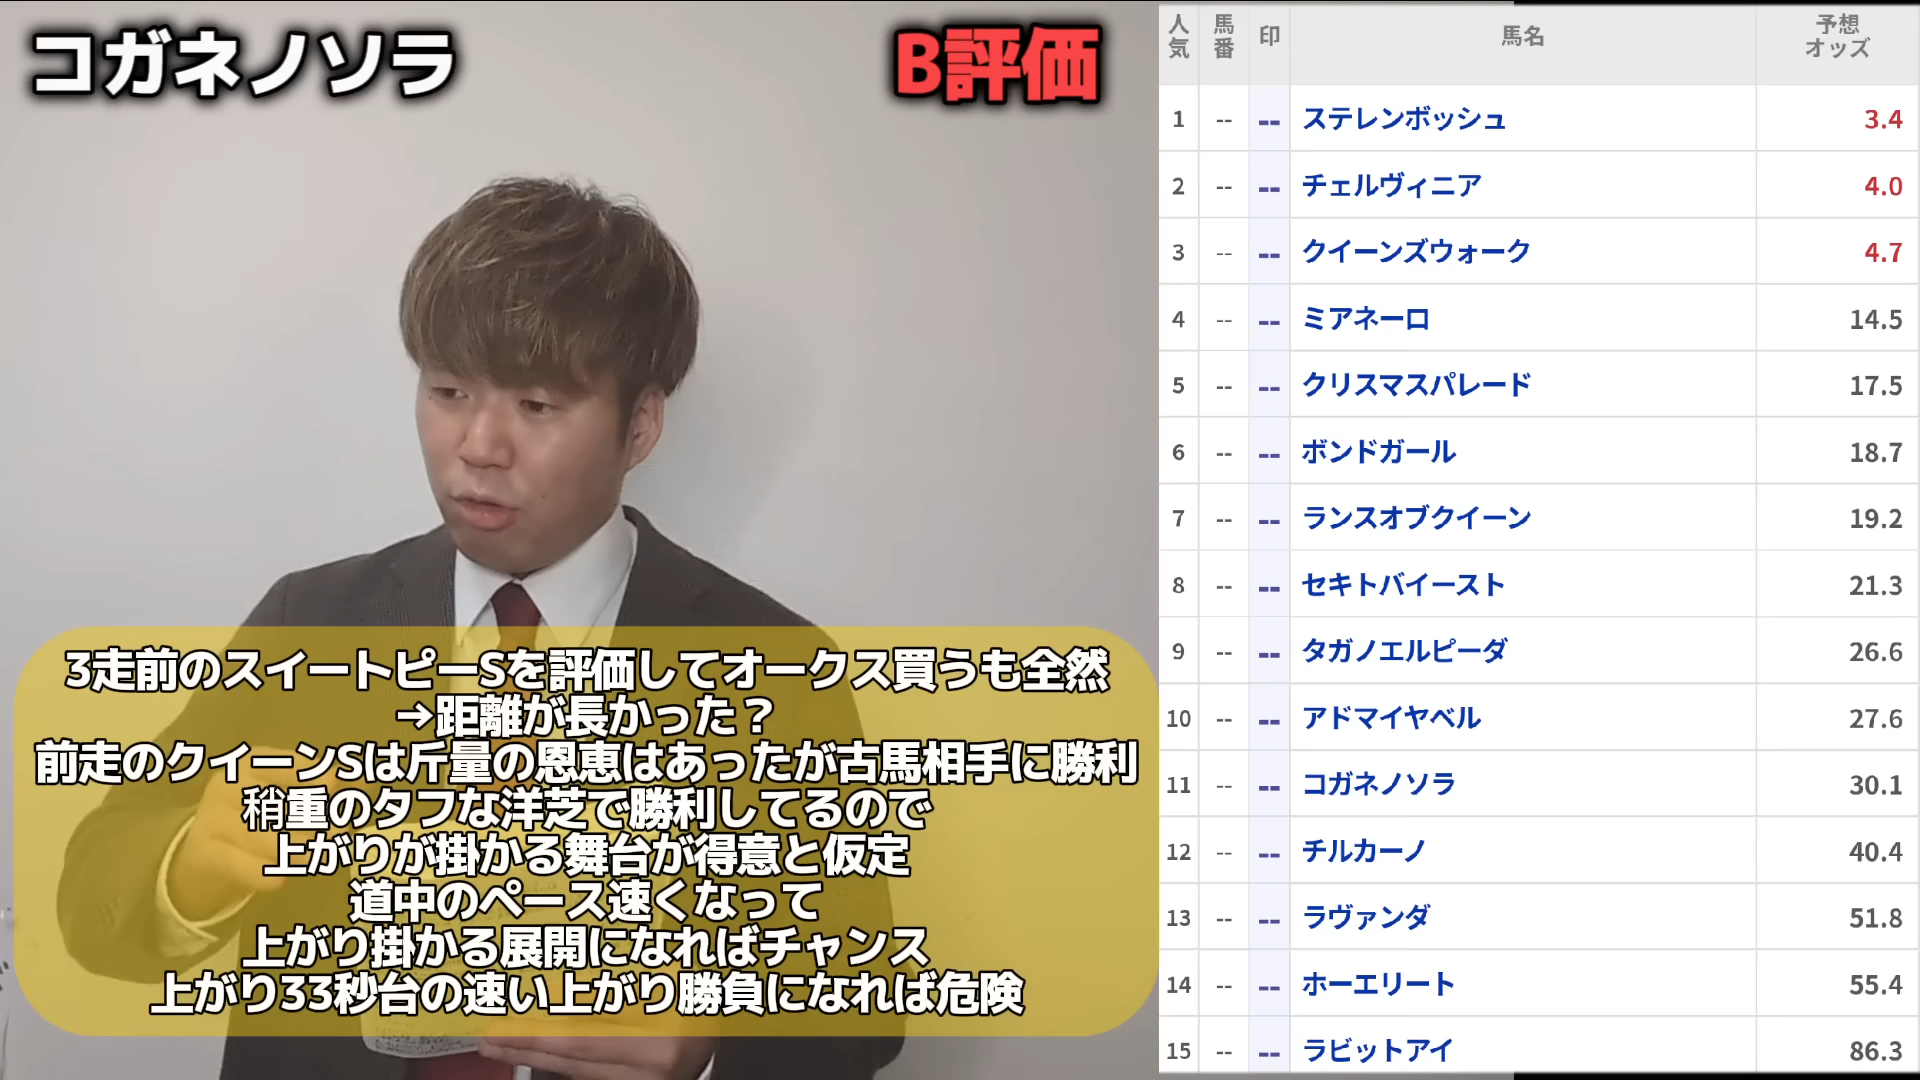 コガネノソラ
B評価
3走前のスイートピーSを評価してオークス買うも全然
→距離が長かった？
前走のクイーンSは斤量の恩恵はあったが古馬相手に勝利
稍重のタフな洋芝で勝利してるので
上がりが掛かる舞台が得意と仮定
道中のペース速くなって
上がり掛かる展開になればチャンス
上がり33秒台の速い上がり勝負になれば危険
人気 馬番 印 馬名 予想オッズ
1 -- -- ステレンボッシュ 3.4
2 -- -- チェルヴィニア 4.0
3 -- -- クイーンズウォーク 4.7
4 -- -- ミアネーロ 14.5
5 -- -- クリスマスパレード 17.5
6 -- -- ボンドガール 18.7
7 -- -- ランスオブクイーン 19.2
8 -- -- セキトバイースト 21.3
9 -- -- タガノエルピーダ 26.6
10 -- -- アドマイヤベル 27.6
11 -- -- コガネノソラ 30.1
12 -- -- チルカーノ 40.4
13 -- -- ラヴァンダ 51.8
14 -- -- ホーエリート 55.4
15 -- -- ラビットアイ 86.3